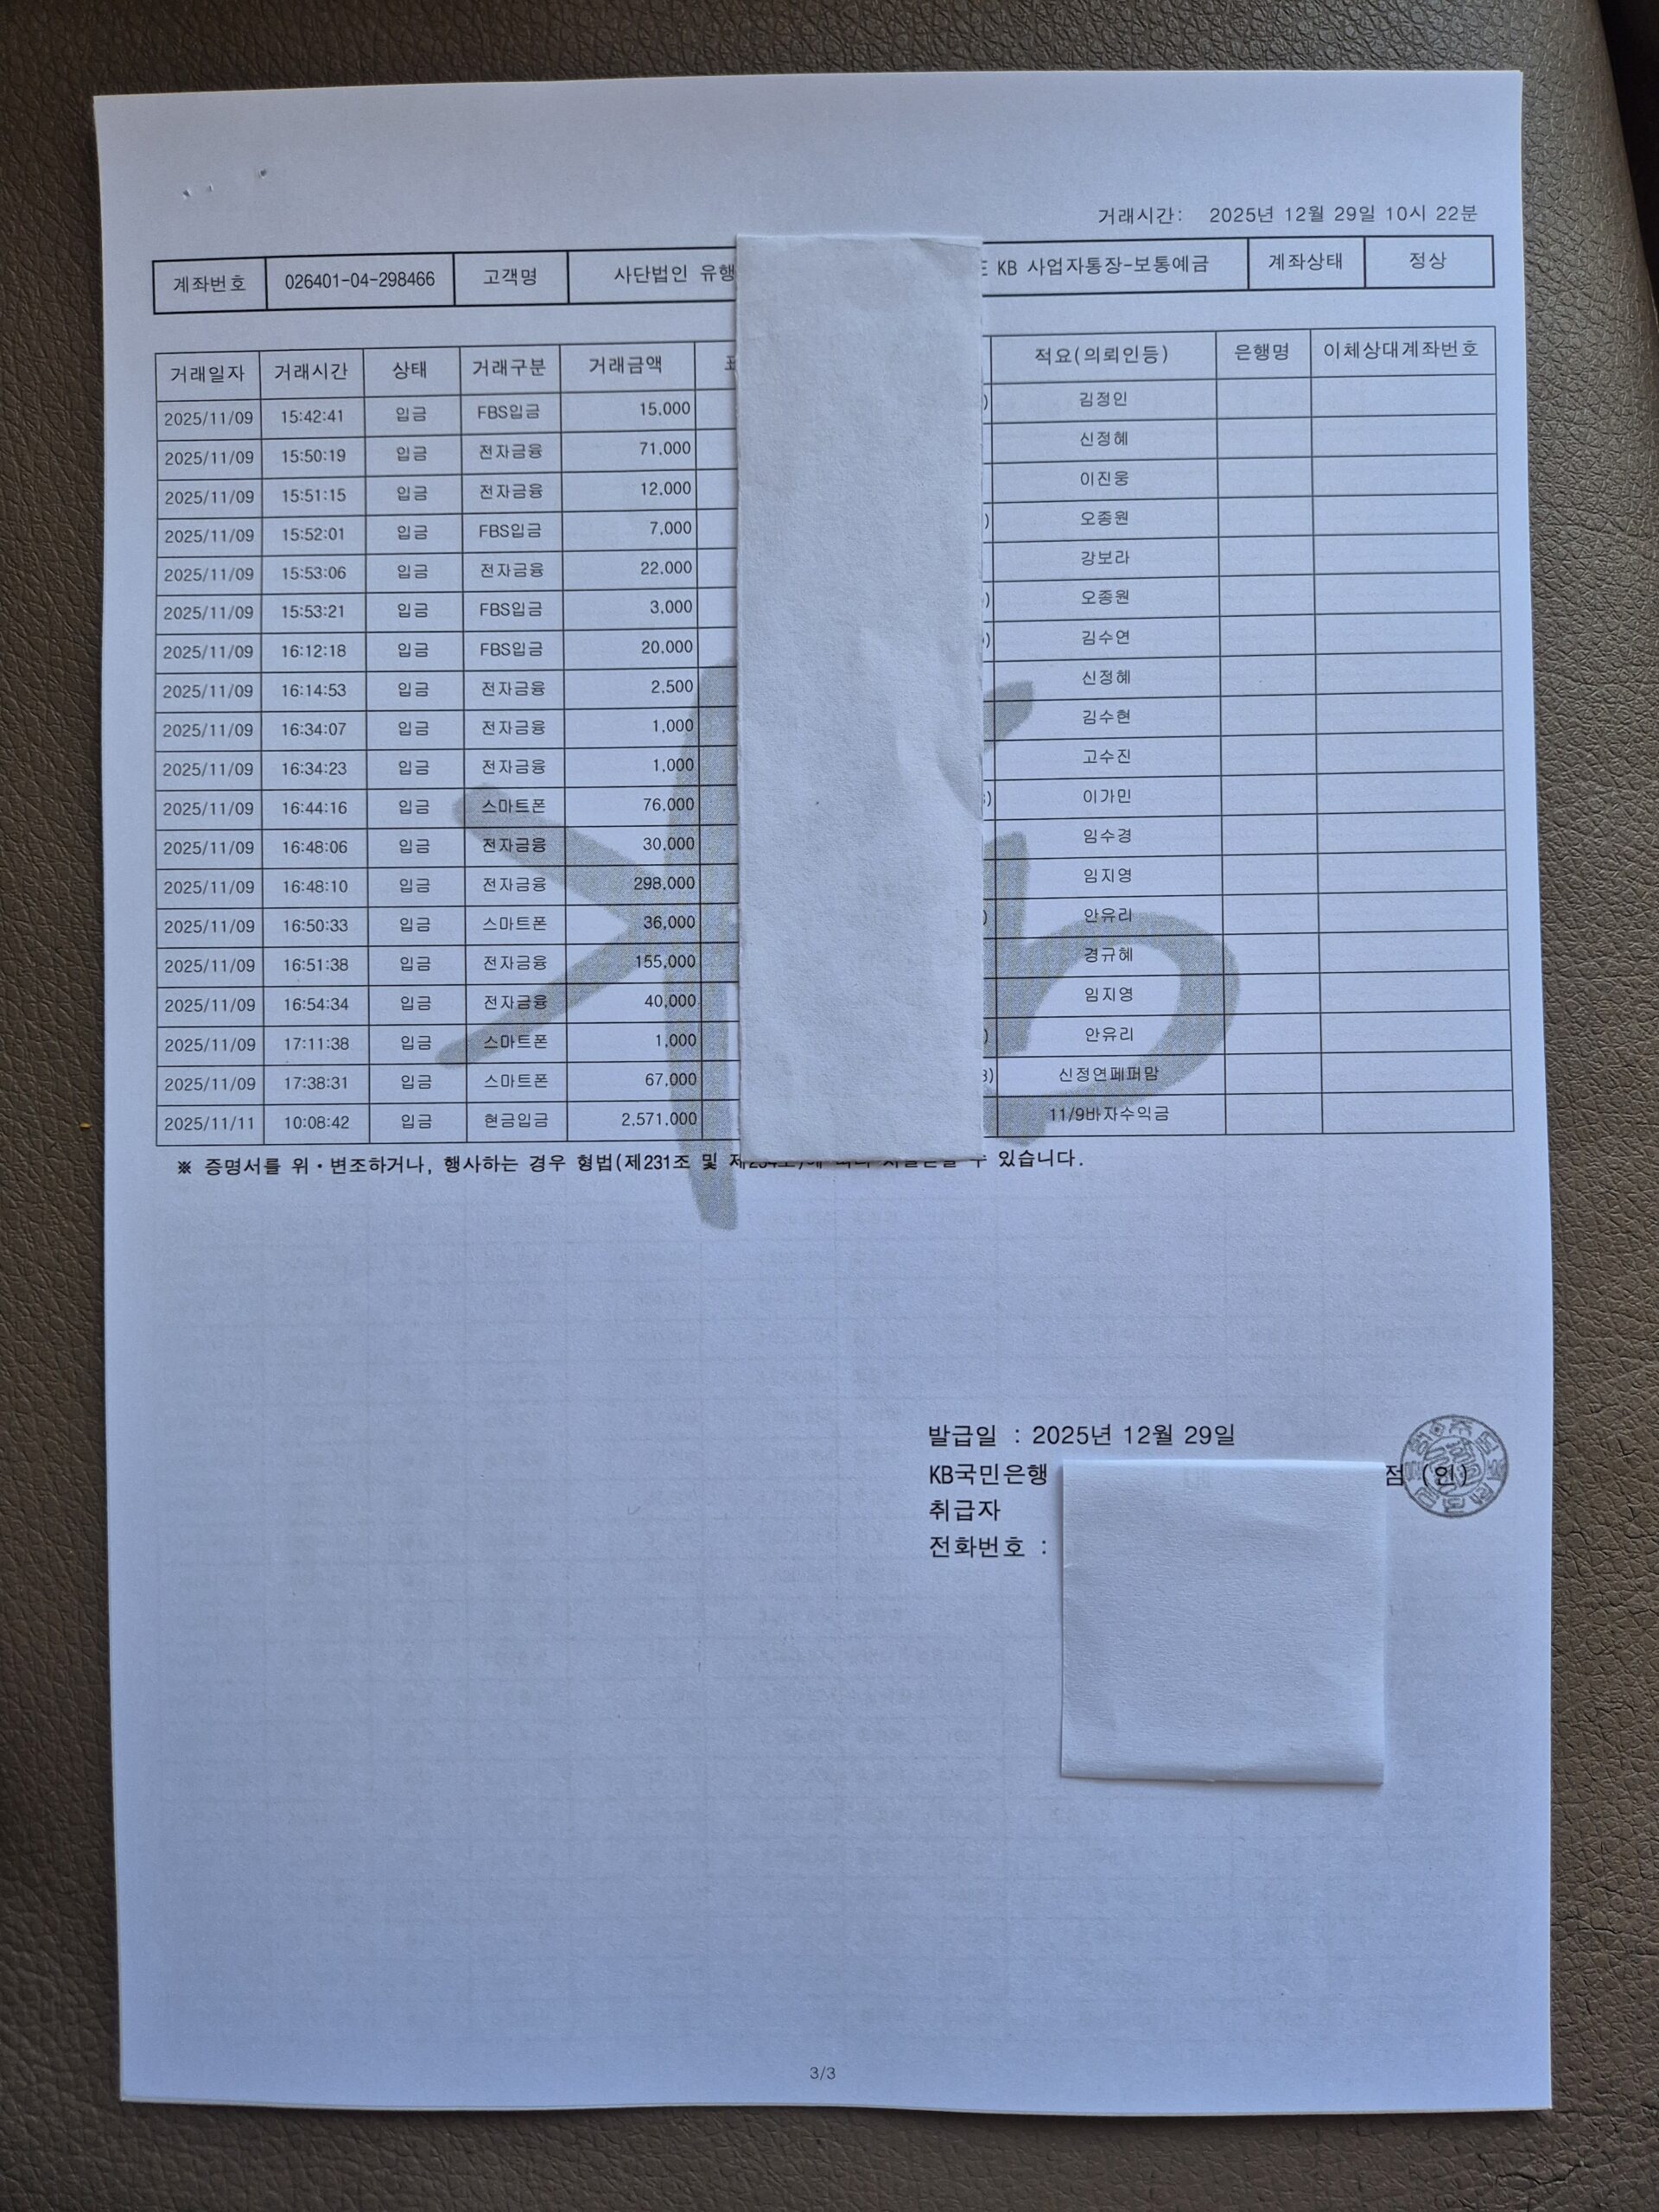 거래시간: 2025년 12월 29일 10시 22분
계좌번호 026401-04-298466 고객명 사단법인 유행 KB 사업자통장-보통예금 계좌상태 정상
거래일자 거래시간 상태 거래구분 거래금액 적요(의뢰인등) 은행명 이체상대계좌번호
2025/11/09 15:42:41 입금 FBS입금 15,000 ) 김정인
2025/11/09 15:50:19 입금 전자금융 71,000 신정혜
2025/11/09 15:51:15 입금 전자금융 12,000 이진웅
2025/11/09 15:52:01 입금 FBS입금 7,000 ) 오종원
2025/11/09 15:53:06 입금 전자금융 22,000 강보라
2025/11/09 15:53:21 입금 FBS입금 3,000 ) 오종원
2025/11/09 16:12:18 입금 FBS입금 20,000 ) 김수연
2025/11/09 16:14:53 입금 전자금융 2,500 신정혜
2025/11/09 16:34:07 입금 전자금융 1,000 김수현
2025/11/09 16:34:23 입금 전자금융 1,000 고수진
2025/11/09 16:44:16 입금 스마트폰 76,000 ) 이가민
2025/11/09 16:48:06 입금 전자금융 30,000 임수경
2025/11/09 16:48:10 입금 전자금융 298,000 임지영
2025/11/09 16:50:33 입금 스마트폰 36,000 ) 안유리
2025/11/09 16:51:38 입금 전자금융 155,000 경규혜
2025/11/09 16:54:34 입금 전자금융 40,000 임지영
2025/11/09 17:11:38 입금 스마트폰 1,000 ) 안유리
2025/11/09 17:38:31 입금 스마트폰 67,000 ) 신정연페퍼맘
2025/11/11 10:08:42 입금 현금입금 2,571,000 11/9바자수익금
※ 증명서를 위·변조하거나, 행사하는 경우 형법(제231조 및 수 있습니다.
발급일 : 2025년 12월 29일
KB국민은행 점 (인)
취급자
전화번호 :
3/3